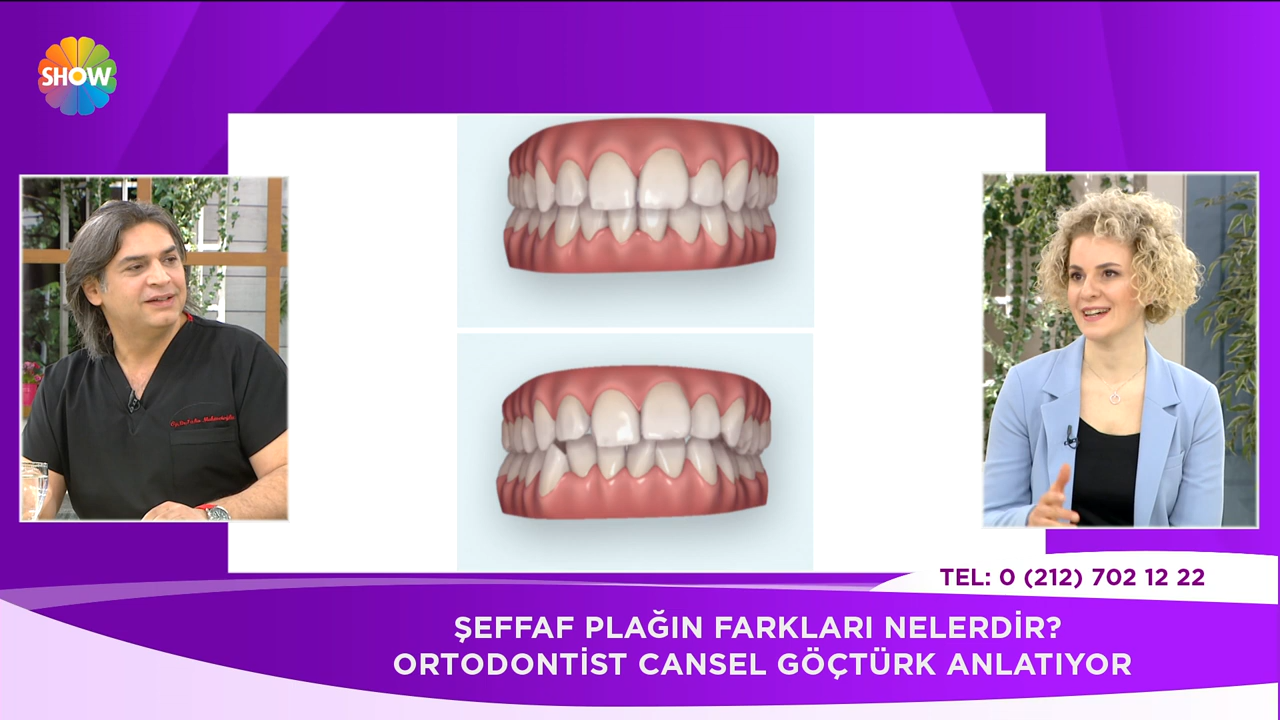 SHOW
TEL: 0 (212) 702 12 22
ŞEFFAF PLAĞIN FARKLARI NELERDİR?
ORTODONTİST CANSEL GÖÇTÜRK ANLATIYOR